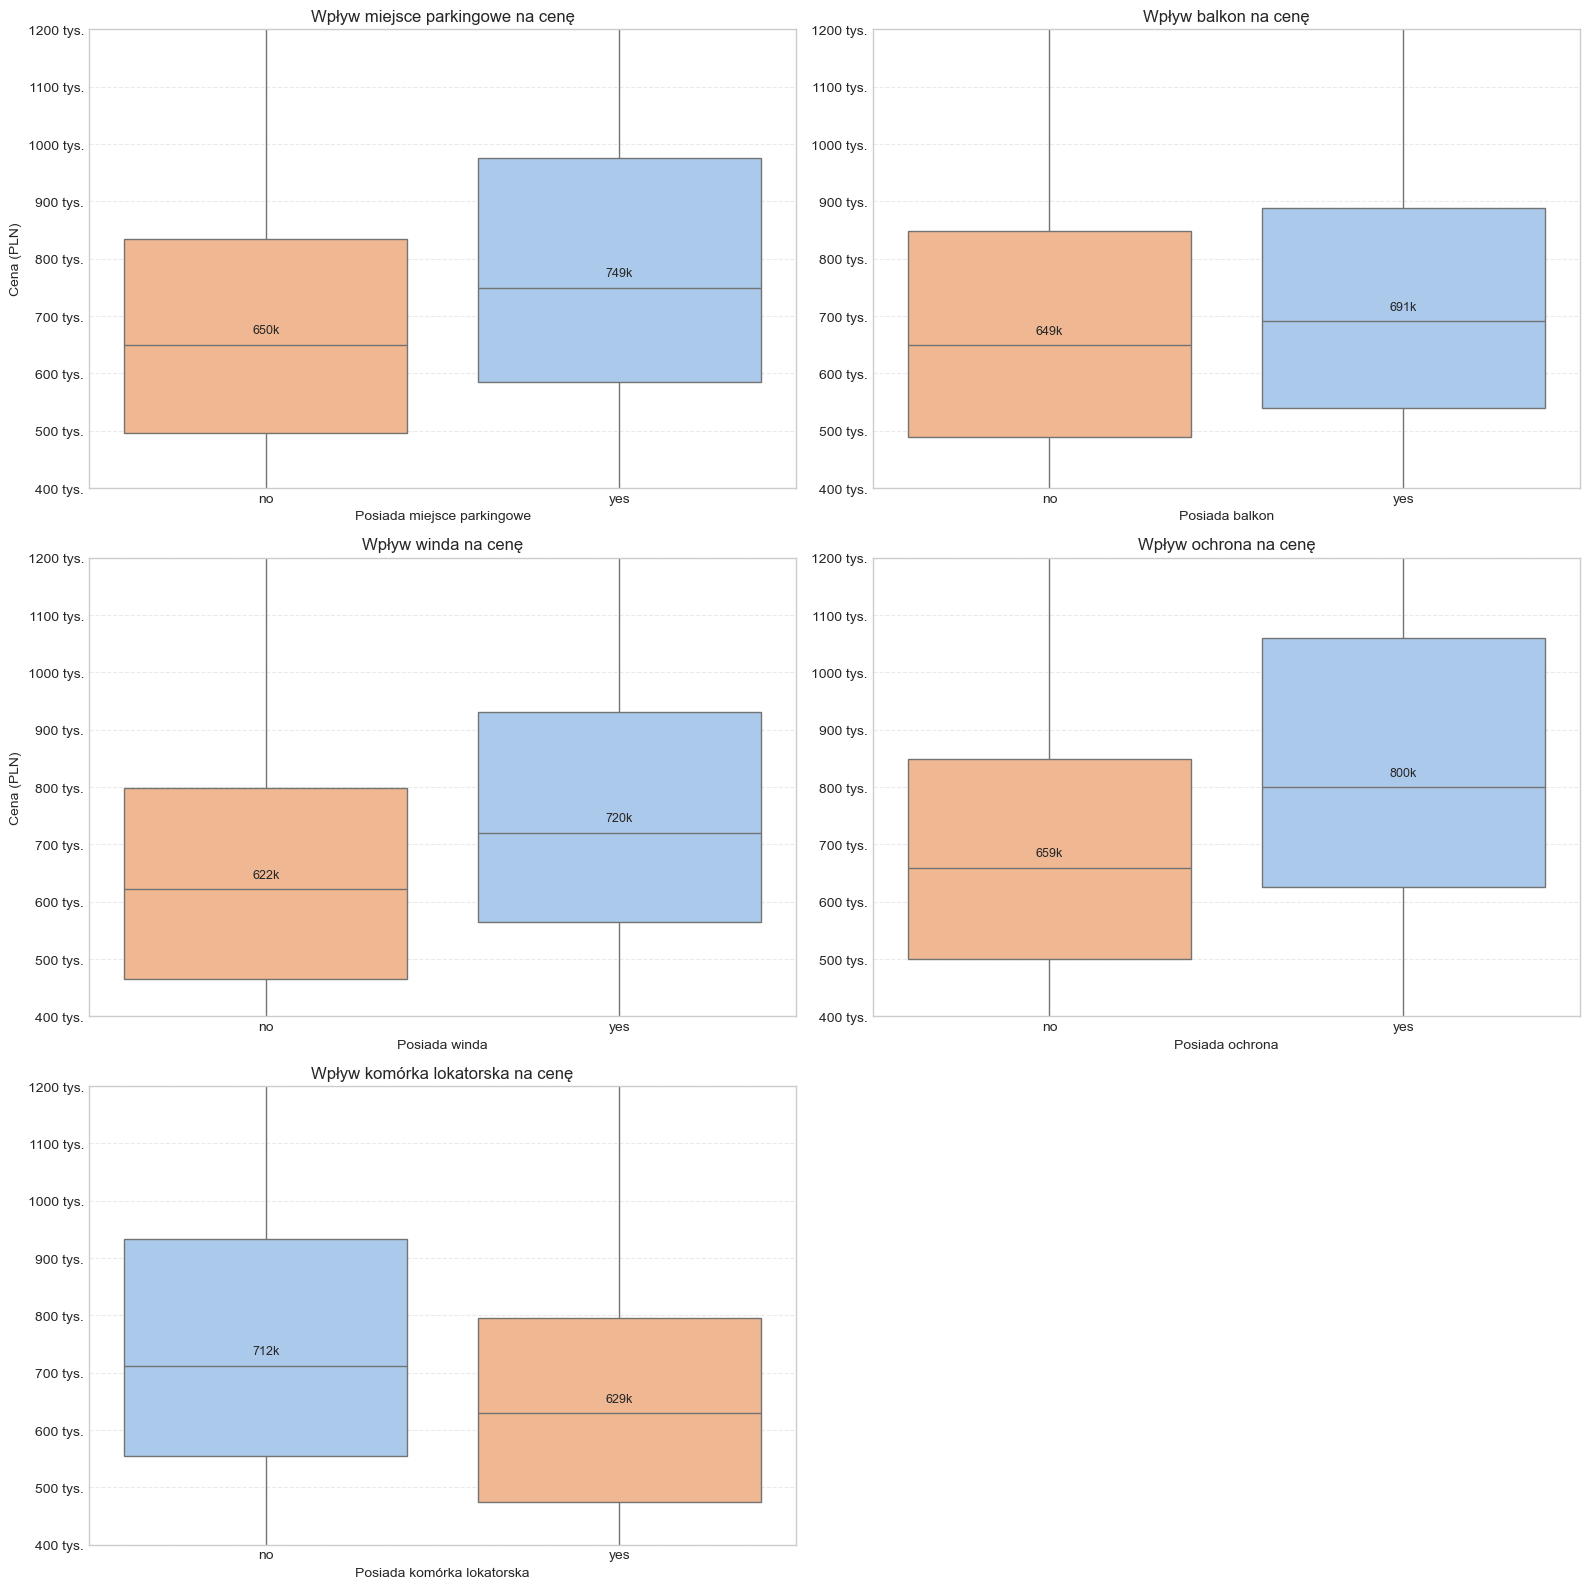 Wpływ miejsce parkingowe na cenę
1200 tys.
1100 tys.
1000 tys.
900 tys.
800 tys.
700 tys.
600 tys.
500 tys.
400 tys.
Cena (PLN)
650k
749k
no
yes
Posiada miejsce parkingowe
Wpływ balkon na cenę
1200 tys.
1100 tys.
1000 tys.
900 tys.
800 tys.
700 tys.
600 tys.
500 tys.
400 tys.
649k
691k
no
yes
Posiada balkon
Wpływ winda na cenę
1200 tys.
1100 tys.
1000 tys.
900 tys.
800 tys.
700 tys.
600 tys.
500 tys.
400 tys.
Cena (PLN)
622k
720k
no
yes
Posiada winda
Wpływ ochrona na cenę
1200 tys.
1100 tys.
1000 tys.
900 tys.
800 tys.
700 tys.
600 tys.
500 tys.
400 tys.
659k
800k
no
yes
Posiada ochrona
Wpływ komórka lokatorska na cenę
1200 tys.
1100 tys.
1000 tys.
900 tys.
800 tys.
700 tys.
600 tys.
500 tys.
400 tys.
712k
629k
no
yes
Posiada komórka lokatorska